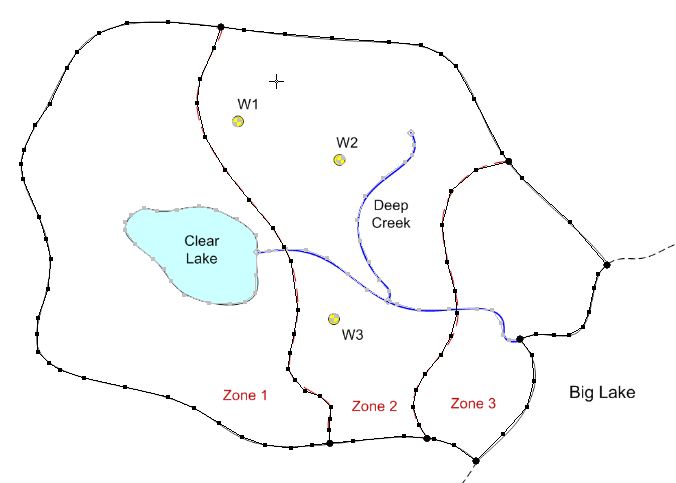 W1
W2
Deep
Creek
Clear
Lake
W3
Zone 1
Zone 2
Zone 3
Big Lake